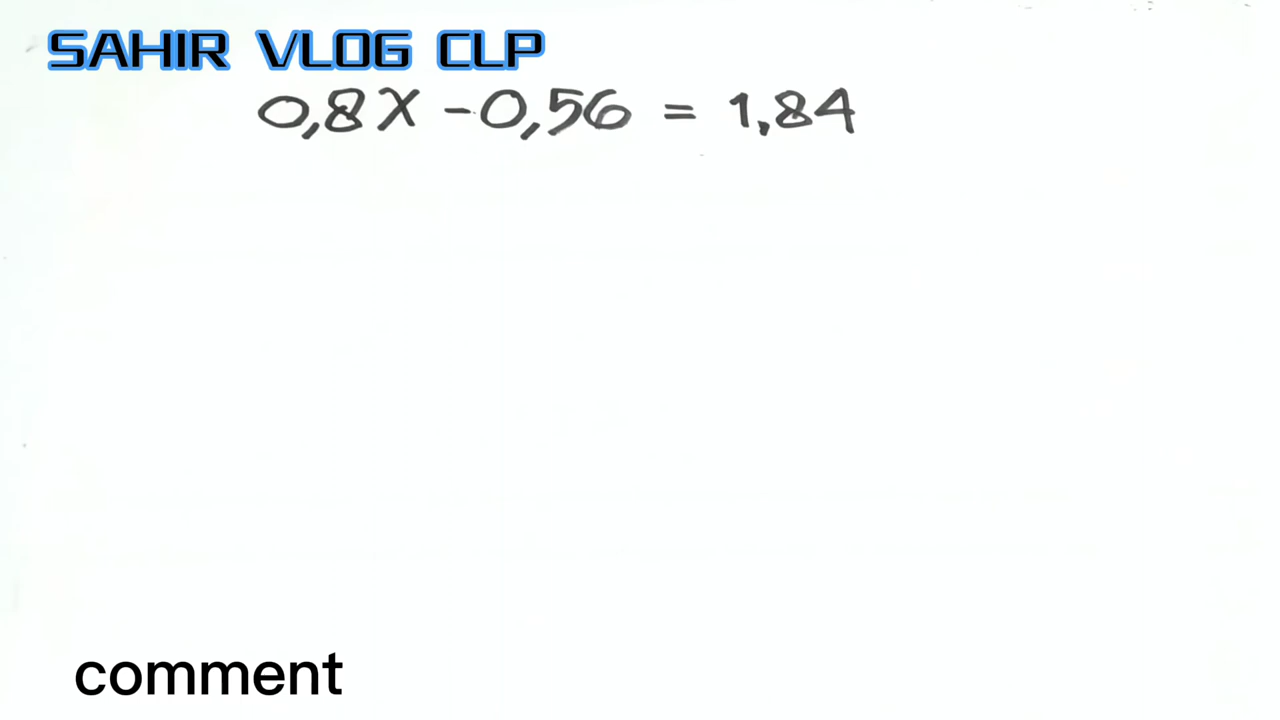 SAHIR VLOG CLP
0,8X - 0,56 = 1,84
comment